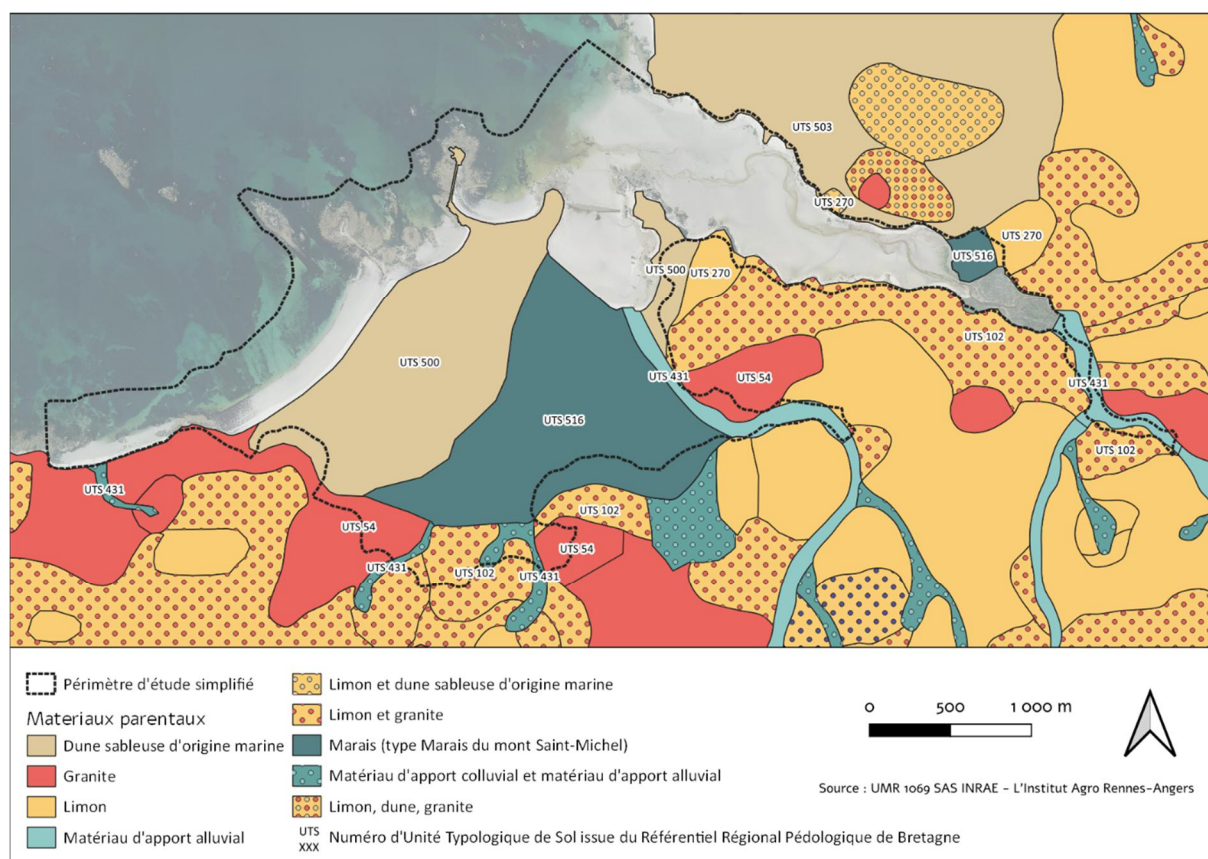 UTS 503
UTS 270
UTS 270
UTS 516
UTS 500
UTS 270
UTS 102
UTS 500
UTS 431
UTS 54
UTS 431
UTS 516
UTS 102
UTS 431
UTS 102
UTS 54
UTS 54
UTS 431
UTS 102
UTS 431
Périmètre d'étude simplifié
Materiaux parentaux
Dune sableuse d'origine marine
Granite
Limon
Matériau d'apport alluvial
Limon et dune sableuse d'origine marine
Limon et granite
Marais (type Marais du mont Saint-Michel)
Matériau d'apport colluvial et matériau d'apport alluvial
Limon, dune, granite
UTS
XXX
Numéro d'Unité Typologique de Sol issue du Référentiel Régional Pédologique de Bretagne
0 500 1 000 m
Source : UMR 1069 SAS INRAE - L'Institut Agro Rennes-Angers